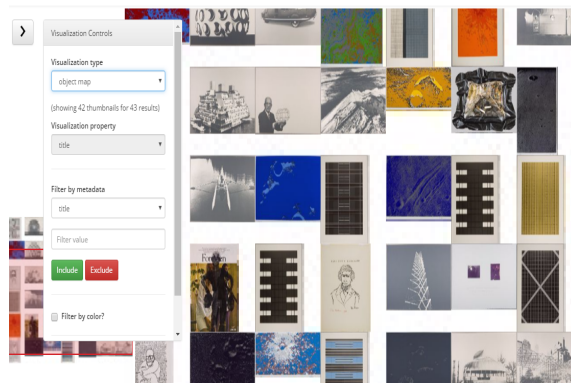 ❯
Visualization Controls
Visualization type
object map
(showing 42 thumbnails for 43 results)
Visualization property
title
Filter by metadata
title
Filter value
Include Exclude
Filter by color?